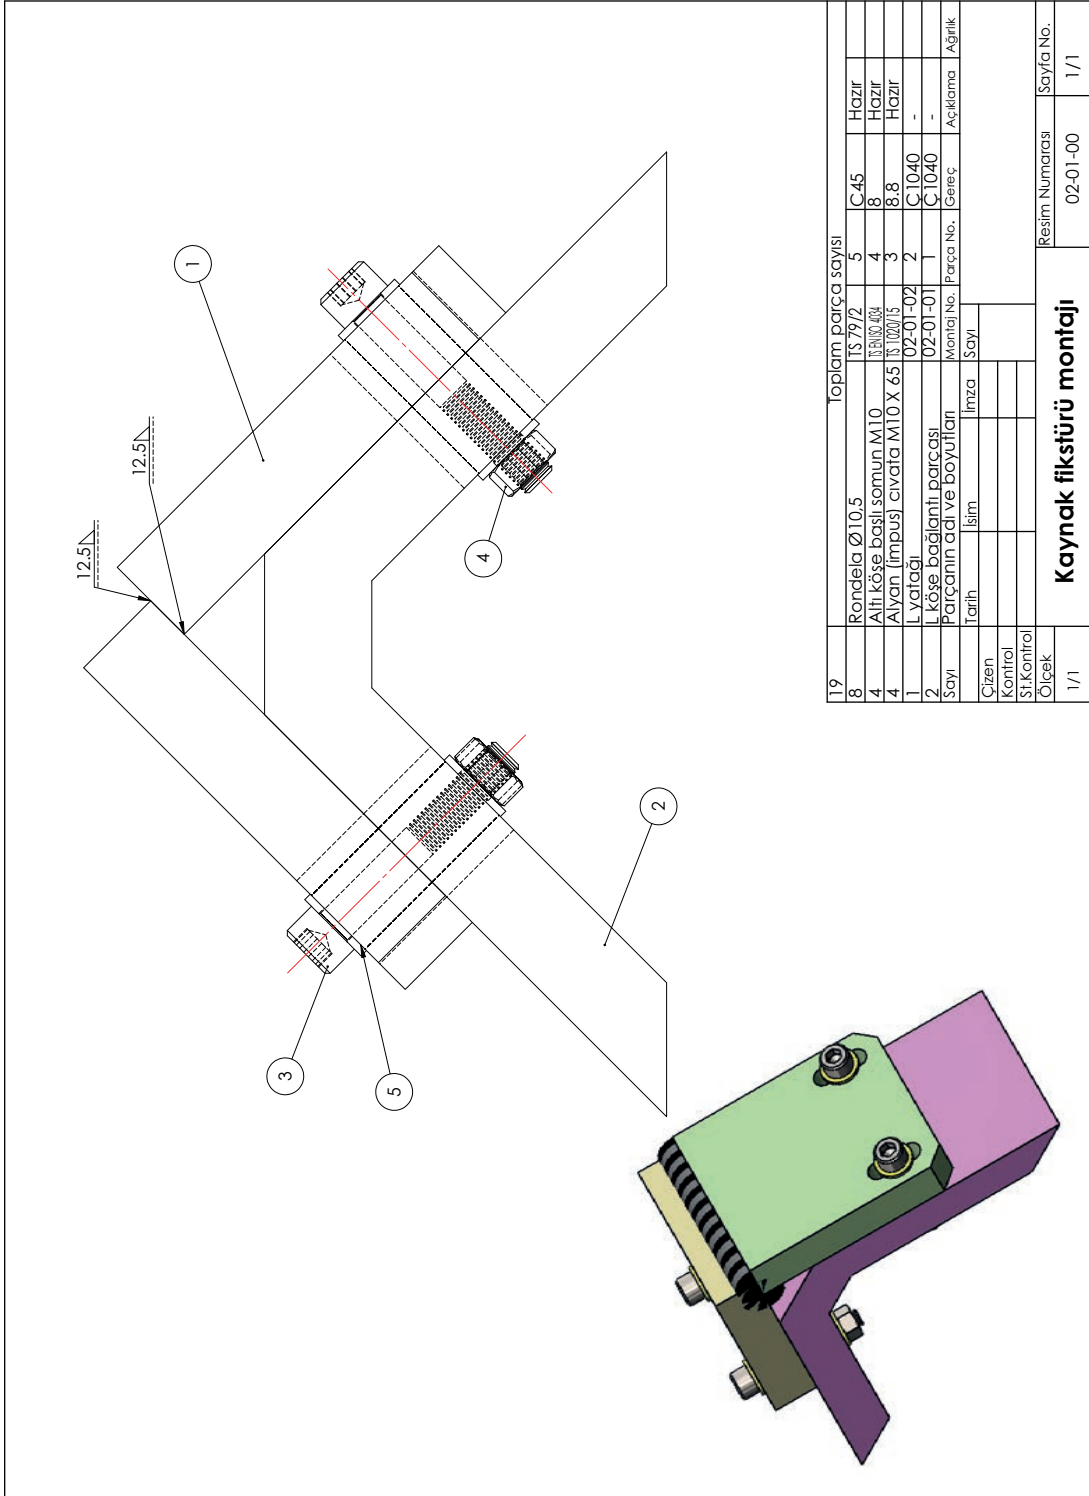 12.5
12.5
1
4
3
5
2
19 Toplam parça sayısı
8 Rondela Ø10.5 TS 79/2 5 C45 Hazır
4 Altı köşe başlı somun M10 TS EN ISO 4034 4 8 Hazır
4 Alyan (impus) cıvata M10 X 65 TS 1020/15 3 8.8 Hazır
1 L yatağı 02-01-02 2 Ç1040 -
2 L köşe bağlantı parçası 02-01-01 1 Ç1040 -
Sayı Parçanın adı ve boyutları Montaj No. Parça No. Gereç Açıklama Ağırlık
Tarih İsim İmza Sayı
Çizen
Kontrol
St.Kontrol
Ölçek Kaynak fikstürü montajı Resim Numarası Sayfa No.
1/1 02-01-00 1/1